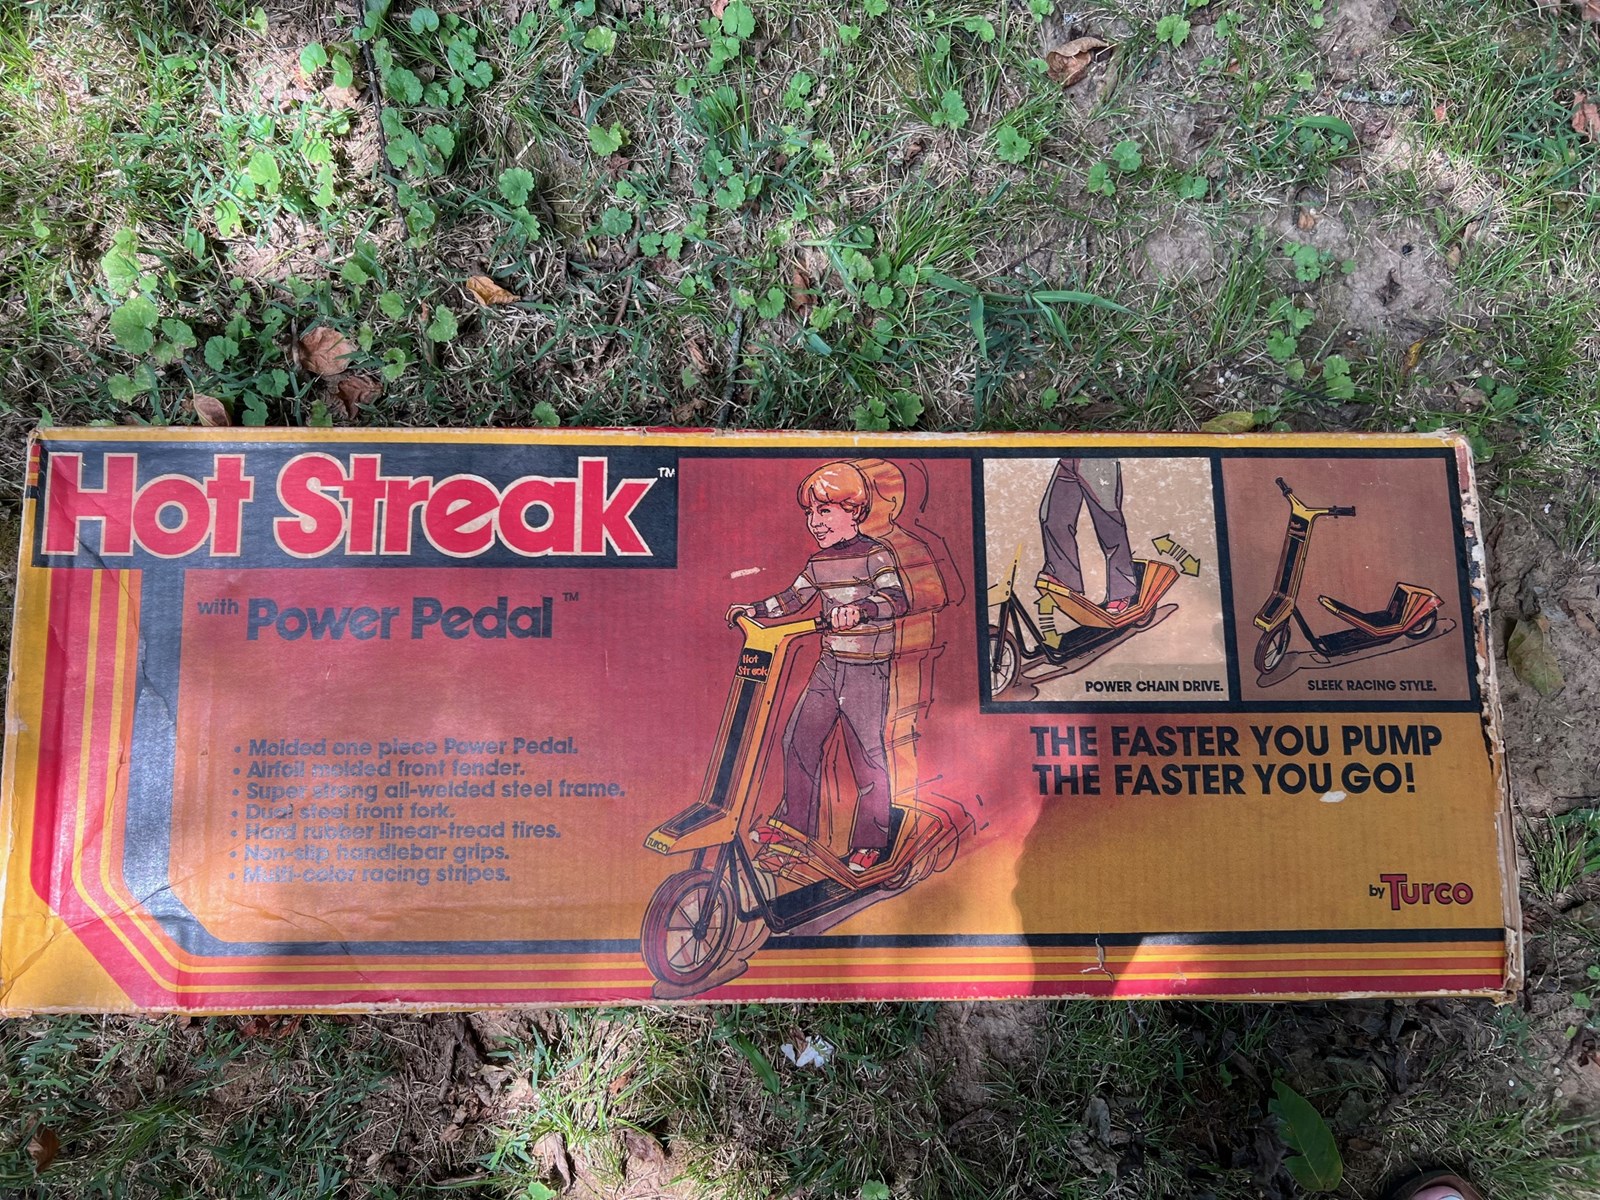 Hot Streak™
with Power Pedal™
• Molded one piece Power Pedal.
• Airfoil molded front fender.
• Super strong all-welded steel frame.
• Dual steel front fork.
• Hard rubber linear-tread tires.
• Non-slip handlebar grips.
• Multi-color racing stripes.
Hot
Streak
TURCO
POWER CHAIN DRIVE.
SLEEK RACING STYLE.
THE FASTER YOU PUMP
THE FASTER YOU GO!
by Turco